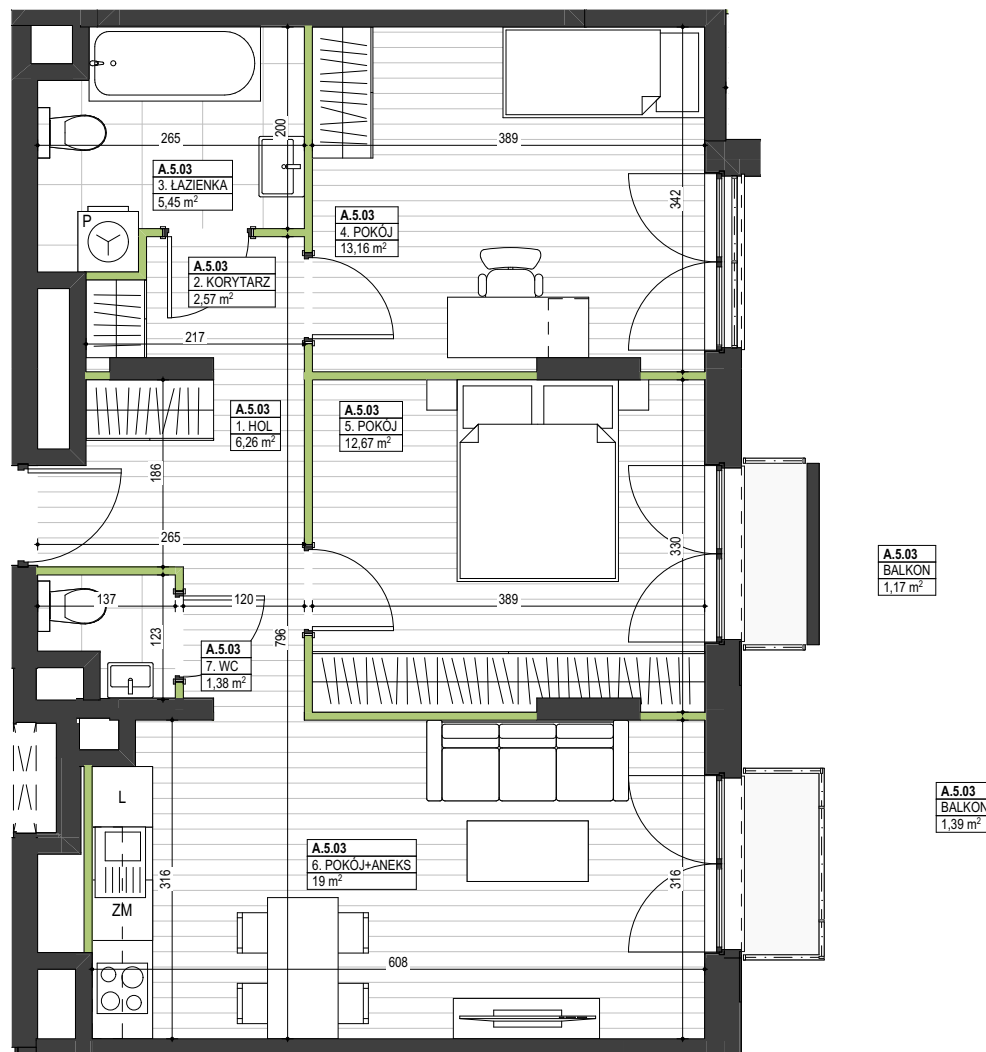 200
265
389
A.5.03
3. ŁAZIENKA
5,45 m²
342
P
A.5.03
4. POKÓJ
13,16 m²
A.5.03
2. KORYTARZ
2,57 m²
217
A.5.03
1. HOL
6,26 m²
A.5.03
5. POKÓJ
12,67 m²
186
265
330
A.5.03
BALKON
1,17 m²
137
120
389
123
796
A.5.03
7. WC
1,38 m²
L
A.5.03
BALKON
1,39 m²
A.5.03
6. POKÓJ+ANEKS
19 m²
316
316
ZM
608